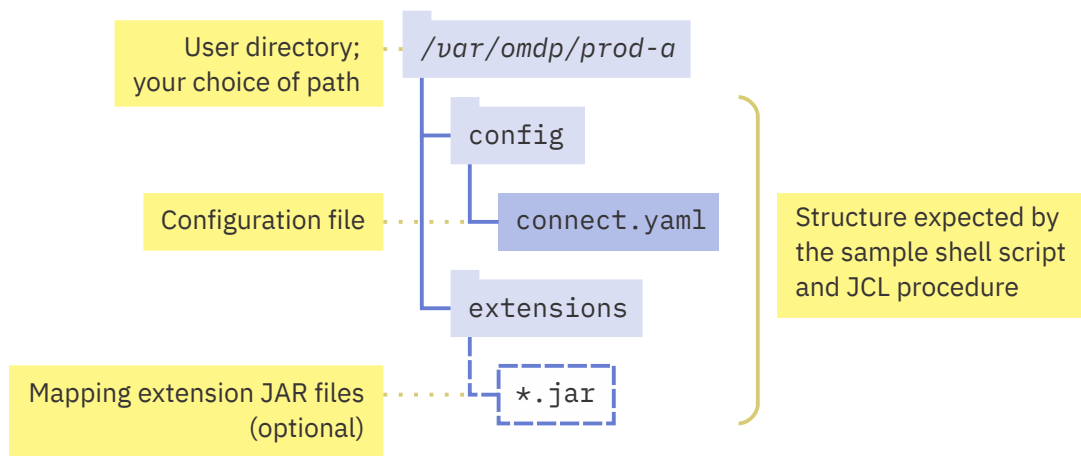 User directory;
your choice of path
/var/omdp/prod-a
config
Configuration file
connect.yaml
Structure expected by
the sample shell script
and JCL procedure
extensions
Mapping extension JAR files
(optional)
*.jar